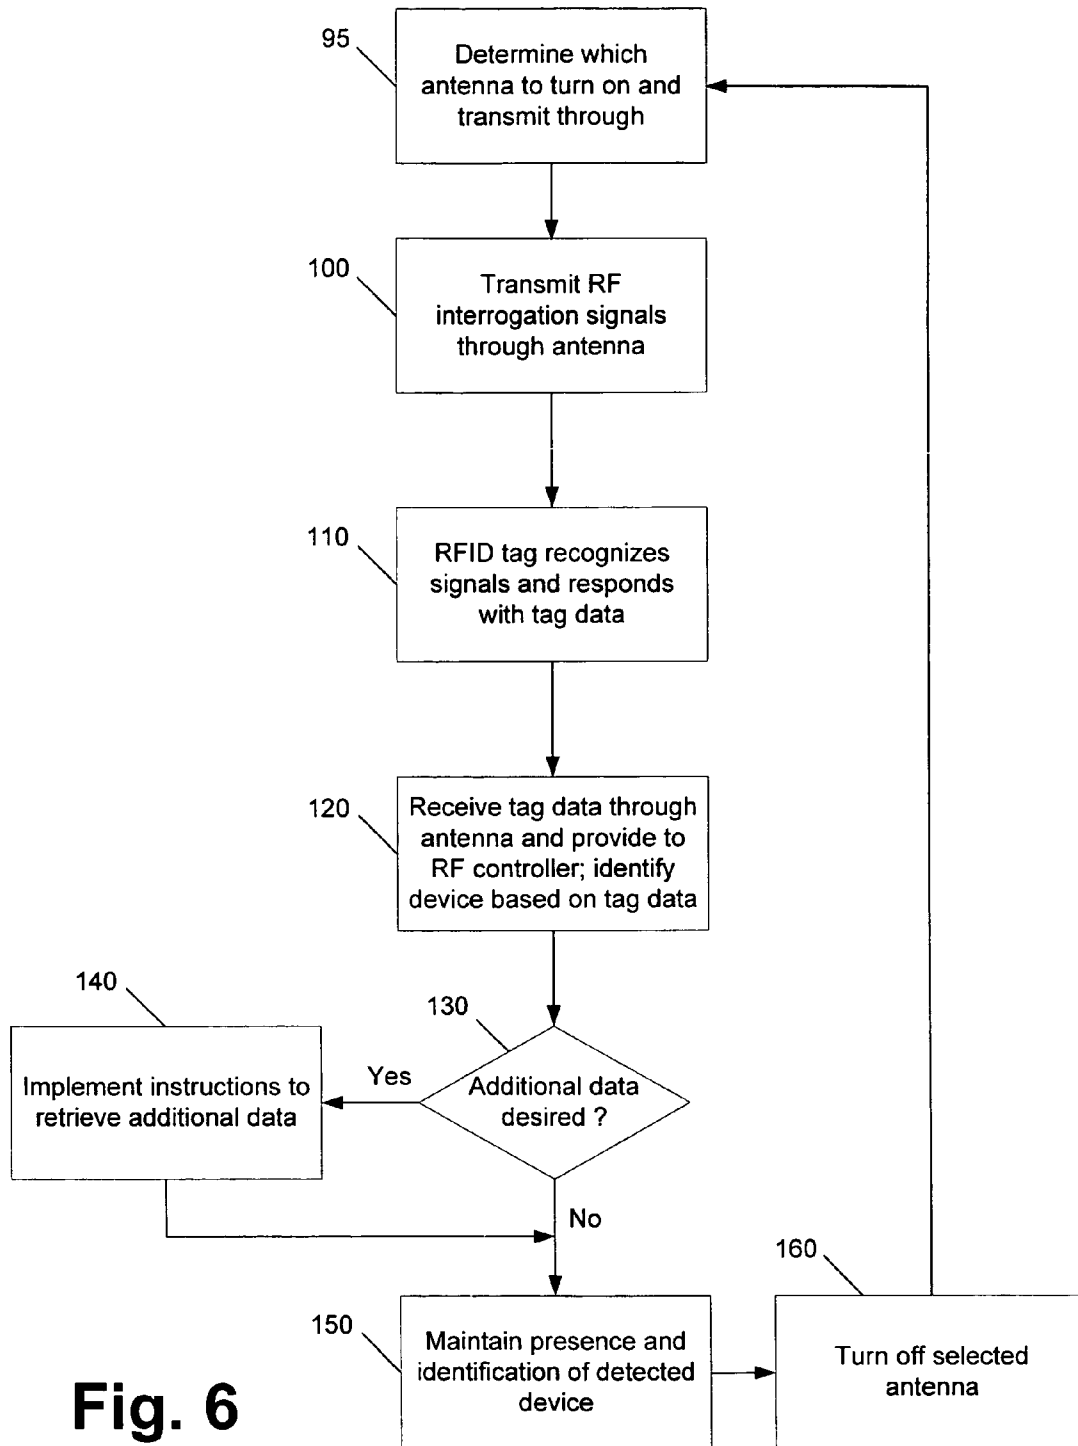 95
Determine which
antenna to turn on and
transmit through
100
Transmit RF
interrogation signals
through antenna
110
RFID tag recognizes
signals and responds
with tag data
120
Receive tag data through
antenna and provide to
RF controller; identify
device based on tag data
130
Additional data
desired ?
Yes
140
Implement instructions to
retrieve additional data
No
150
Maintain presence and
identification of detected
device
160
Turn off selected
antenna
Fig. 6